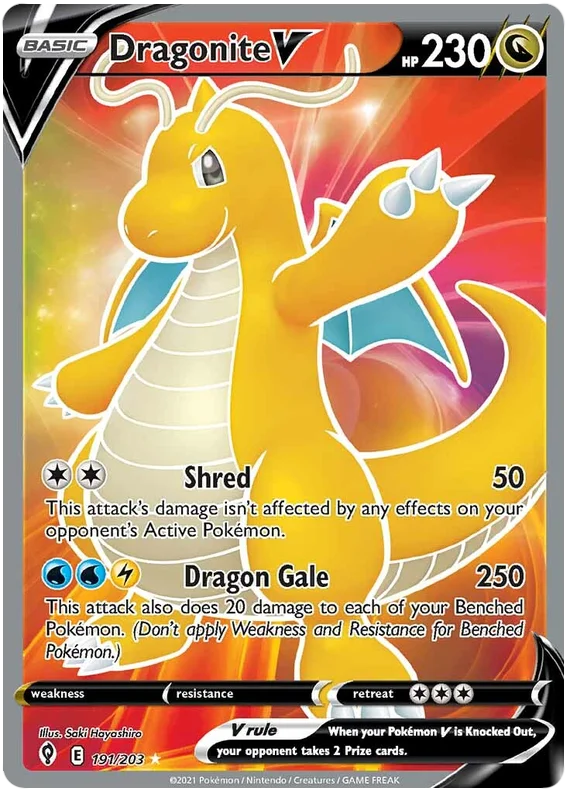 BASIC Dragonite V HP 230
Shred 50
This attack's damage isn't affected by any effects on your
opponent's Active Pokémon.
Dragon Gale 250
This attack also does 20 damage to each of your Benched
Pokémon. (Don't apply Weakness and Resistance for Benched
Pokémon.)
weakness resistance retreat
Illus. Saki Hayashiro
V rule When your Pokémon V is Knocked Out,
your opponent takes 2 Prize cards.
E 191/203
©2021 Pokémon / Nintendo / Creatures / GAME FREAK